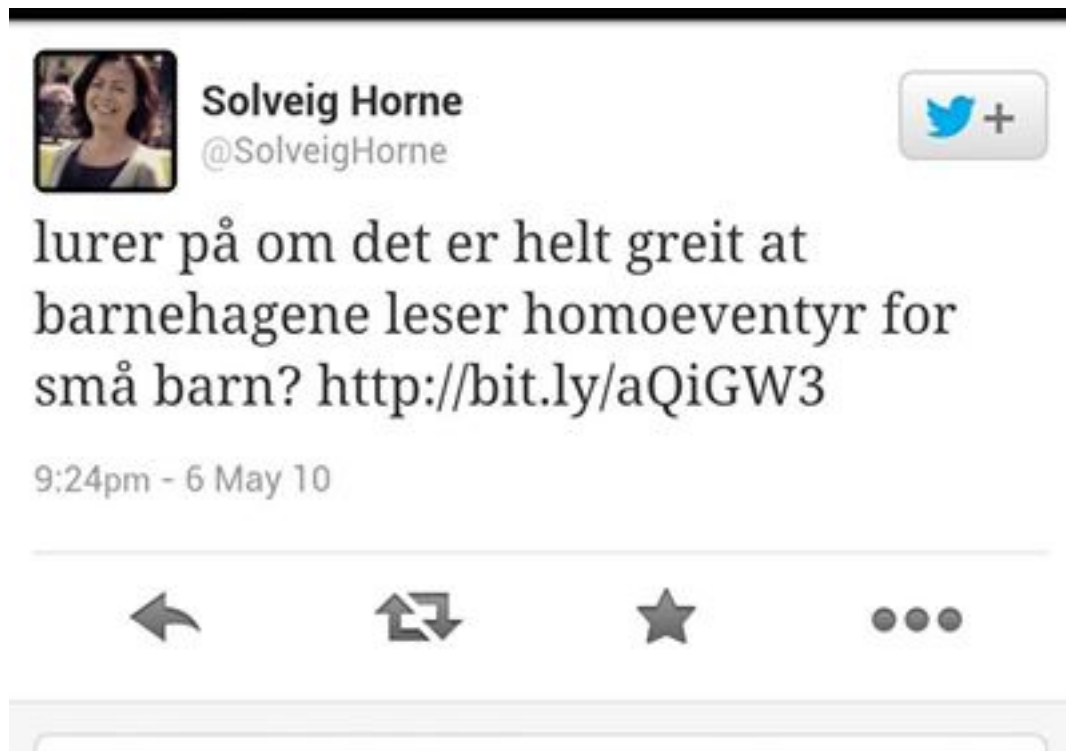 Solveig Horne
@SolveigHorne
lurer på om det er helt greit at
barnehagene leser homoeventyr for
små barn? http://bit.ly/aQiGW3
9:24pm - 6 May 10